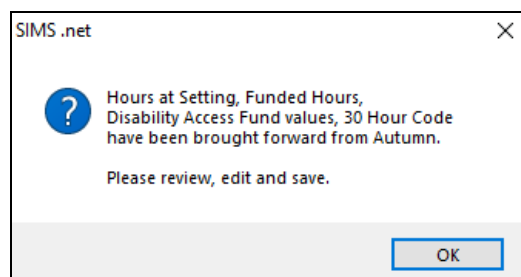 SIMS .net
Hours at Setting, Funded Hours,
Disability Access Fund values, 30 Hour Code
have been brought forward from Autumn.
Please review, edit and save.
OK